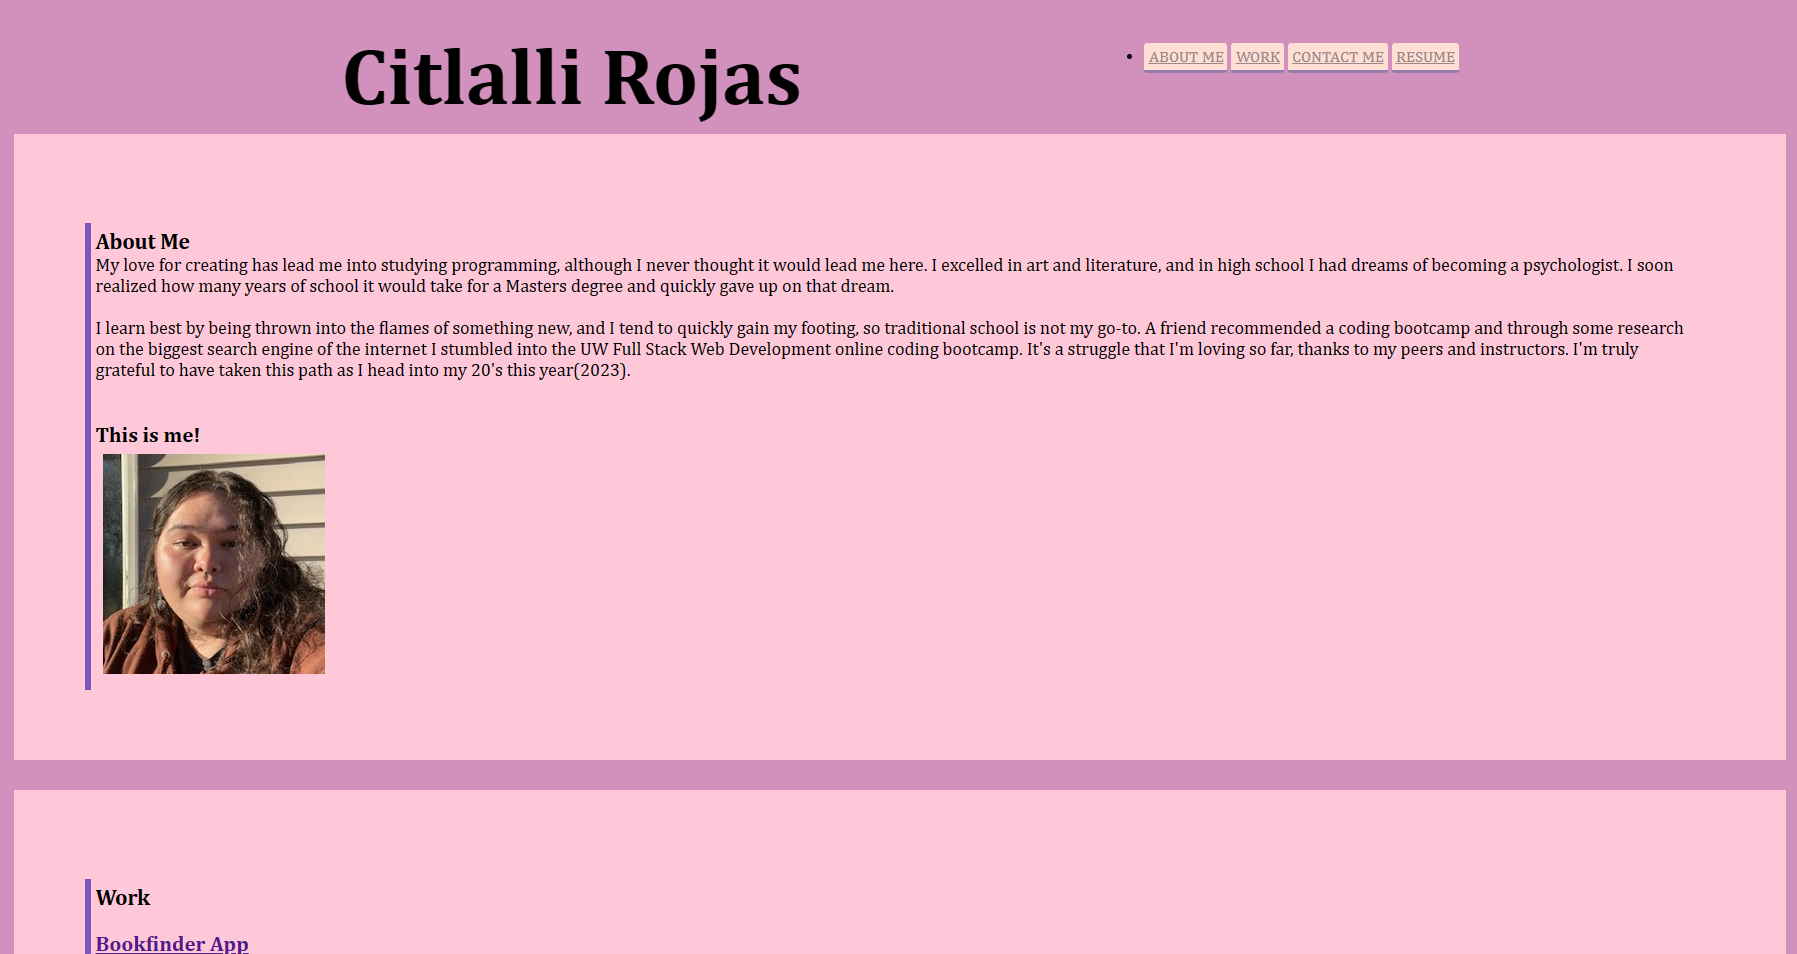 Citlalli Rojas
• ABOUT ME WORK CONTACT ME RESUME
About Me
My love for creating has lead me into studying programming, although I never thought it would lead me here. I excelled in art and literature, and in high school I had dreams of becoming a psychologist. I soon
realized how many years of school it would take for a Masters degree and quickly gave up on that dream.
I learn best by being thrown into the flames of something new, and I tend to quickly gain my footing, so traditional school is not my go-to. A friend recommended a coding bootcamp and through some research
on the biggest search engine of the internet I stumbled into the UW Full Stack Web Development online coding bootcamp. It's a struggle that I'm loving so far, thanks to my peers and instructors. I'm truly
grateful to have taken this path as I head into my 20's this year(2023).
This is me!
Work
Bookfinder App